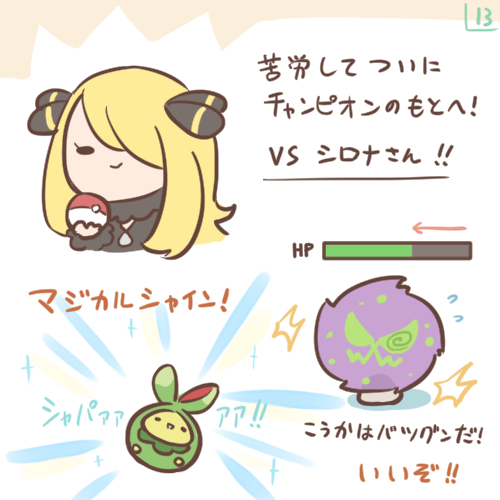 13
苦労してついに
チャンピオンのもとへ!
VS シロナさん!!
HP
マジカルシャイン!
シャパァァ
ァァ!!
こうかはバツグンだ!
いいぞ!!